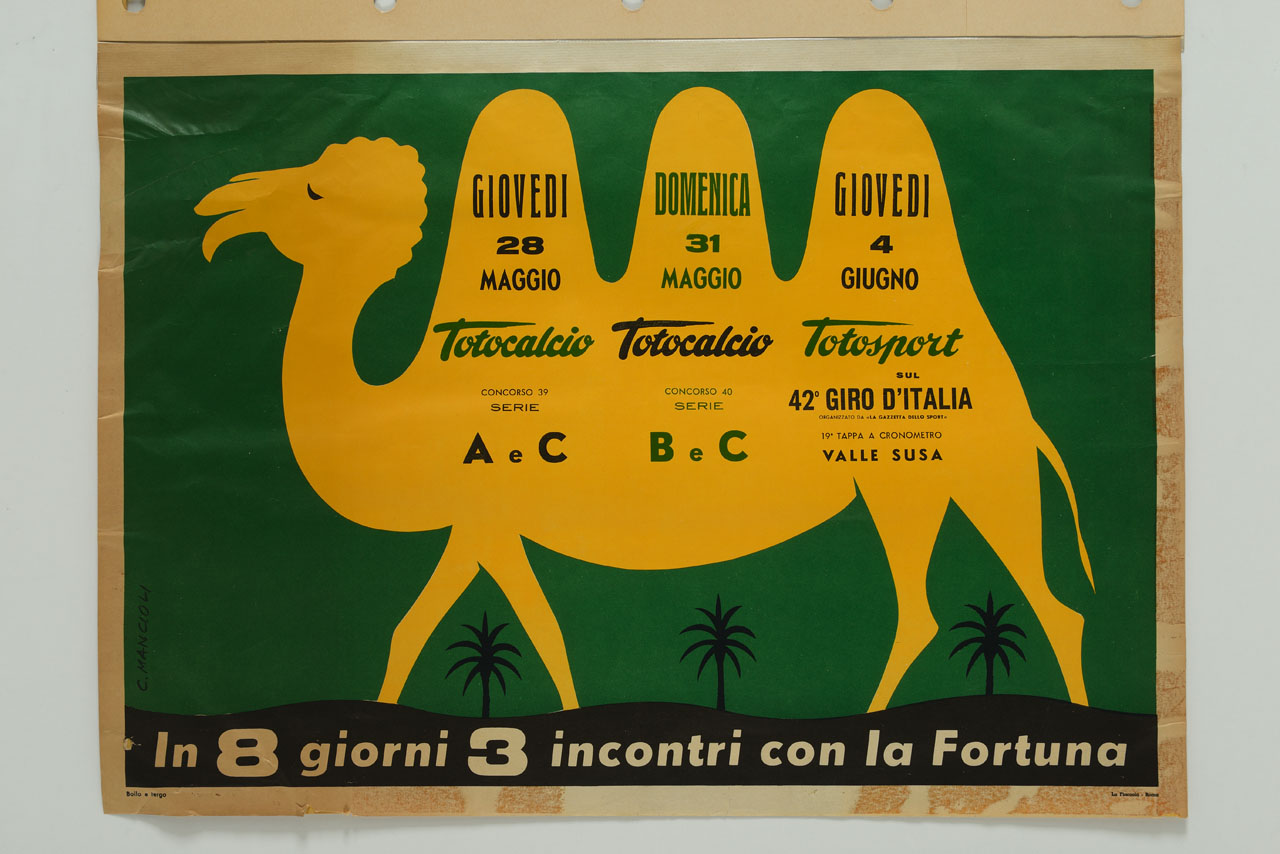 GIOVEDI
28
MAGGIO
Totocalcio
CONCORSO 39
SERIE
A e C
DOMENICA
31
MAGGIO
Totocalcio
CONCORSO 40
SERIE
B e C
GIOVEDI
4
GIUGNO
Totosport
SUL
42° GIRO D'ITALIA
ORGANIZZATO DA «LA GAZZETTA DELLO SPORT»
19ª TAPPA A CRONOMETRO
VALLE SUSA
C. MANCIOLI
In 8 giorni 3 incontri con la Fortuna
Bollo a tergo
Roma